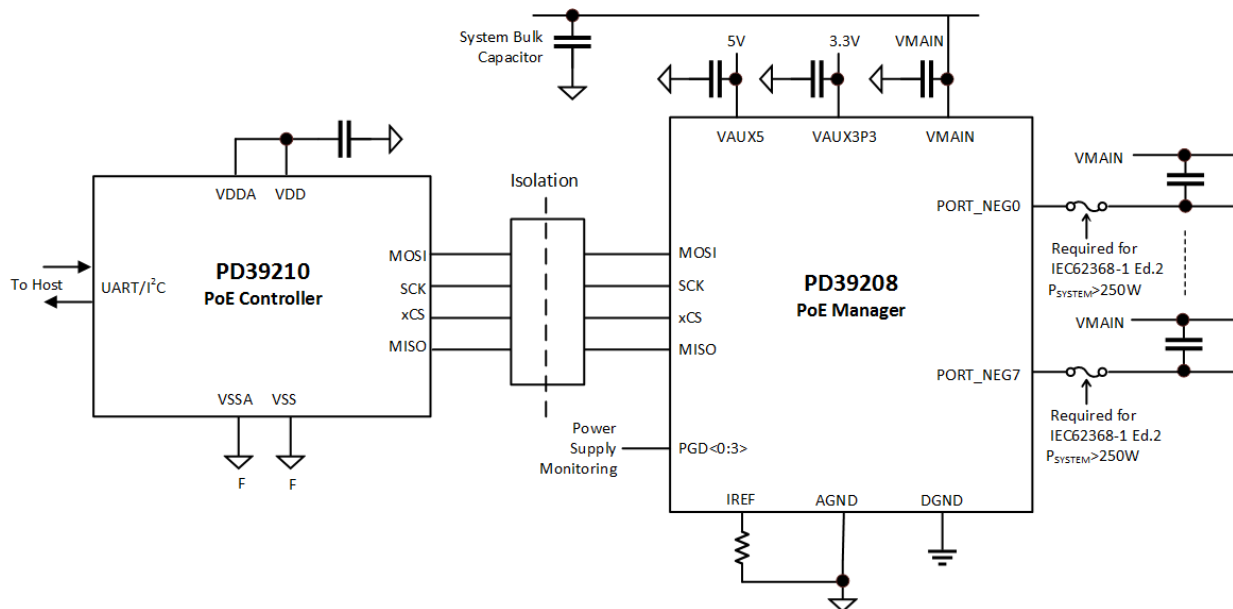 System Bulk
Capacitor
5V
3.3V
VMAIN
VAUX5
VAUX3P3
VMAIN
VDDA
VDD
Isolation
VMAIN
PORT_NEG0
MOSI
MOSI
Required for
IEC62368-1 Ed.2
PSYSTEM>250W
To Host
UART/I²C
PD39210
PoE Controller
SCK
SCK
PD39208
PoE Manager
xCS
xCS
VMAIN
MISO
MISO
PORT_NEG7
VSSA
VSS
Required for
IEC62368-1 Ed.2
PSYSTEM>250W
Power
Supply
Monitoring
PGD<0:3>
F
F
IREF
AGND
DGND